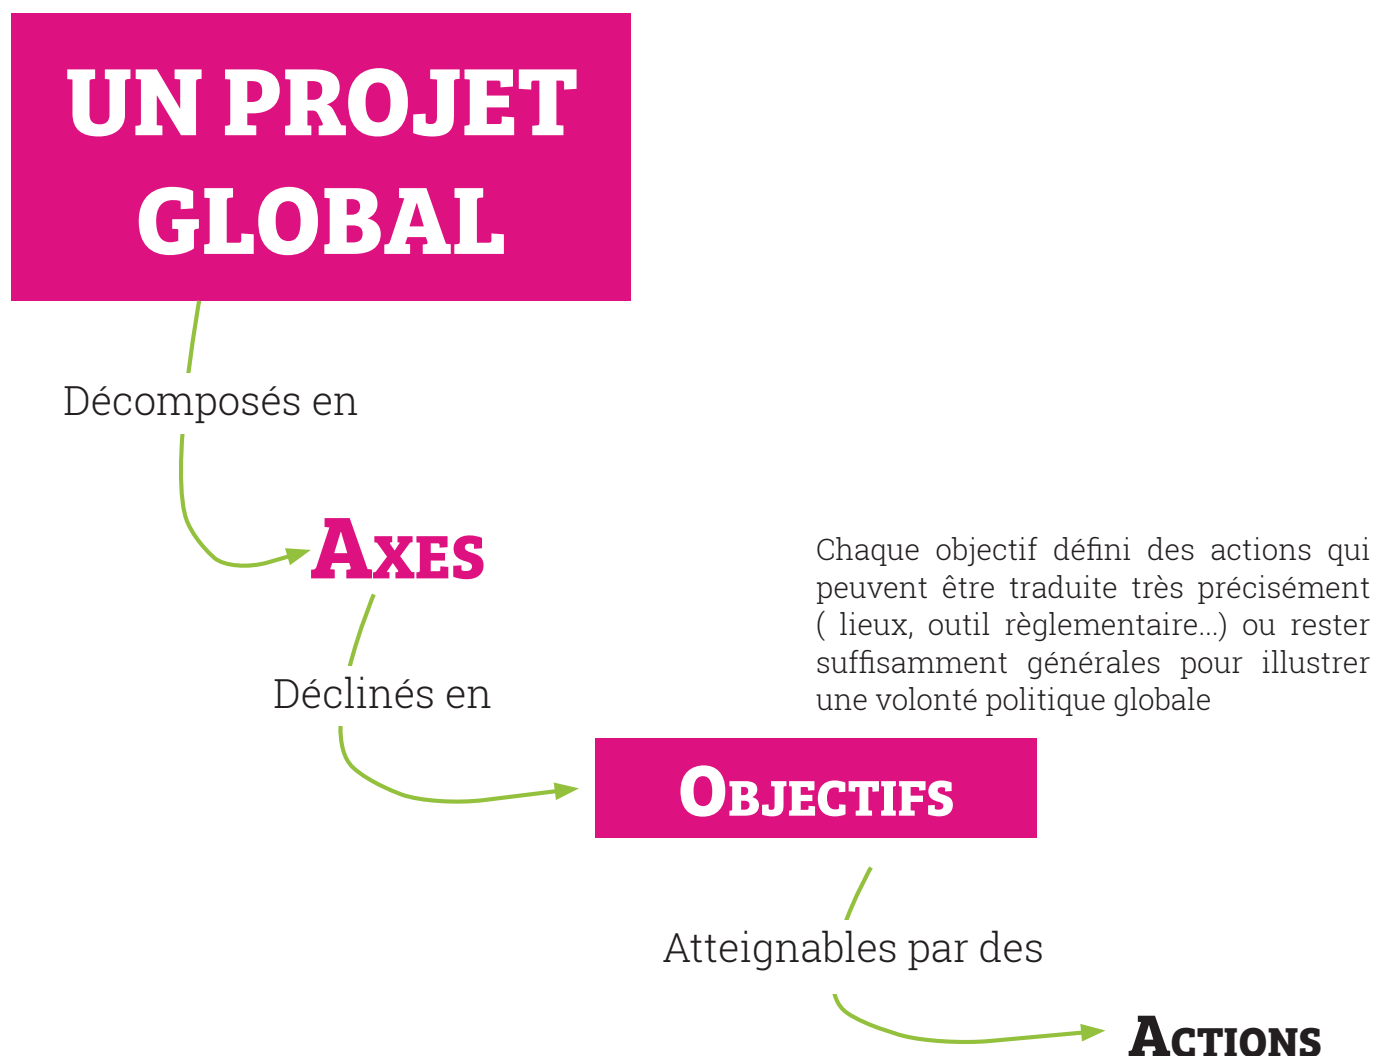 UN PROJET
GLOBAL
Décomposés en
Axes
Chaque objectif défini des actions qui
peuvent être traduite très précisément
( lieux, outil règlementaire...) ou rester
suffisamment générales pour illustrer
une volonté politique globale
Déclinés en
Objectifs
Atteignables par des
Actions